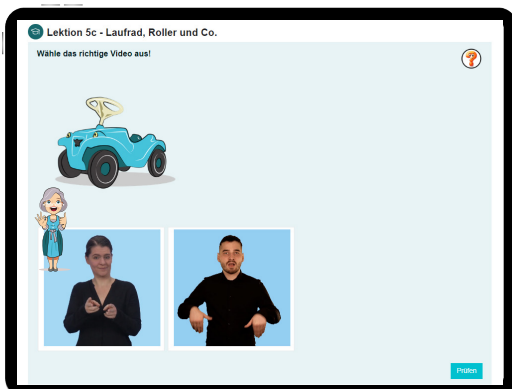 Lektion 5c - Laufrad, Roller und Co.
Wähle das richtige Video aus!
Prüfen